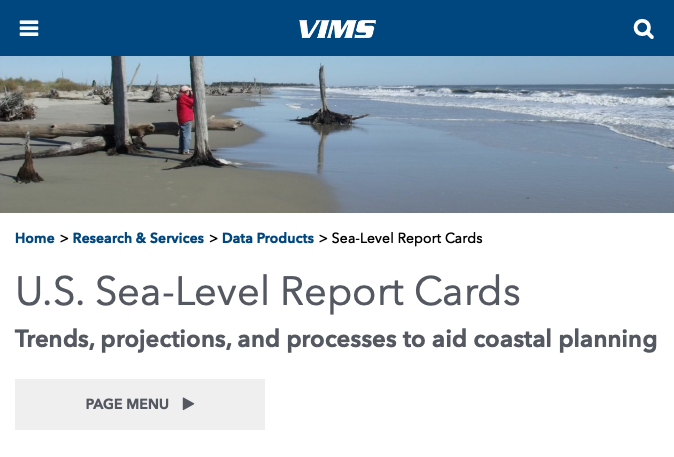 VIMS
Home > Research & Services > Data Products > Sea-Level Report Cards
U.S. Sea-Level Report Cards
Trends, projections, and processes to aid coastal planning
PAGE MENU